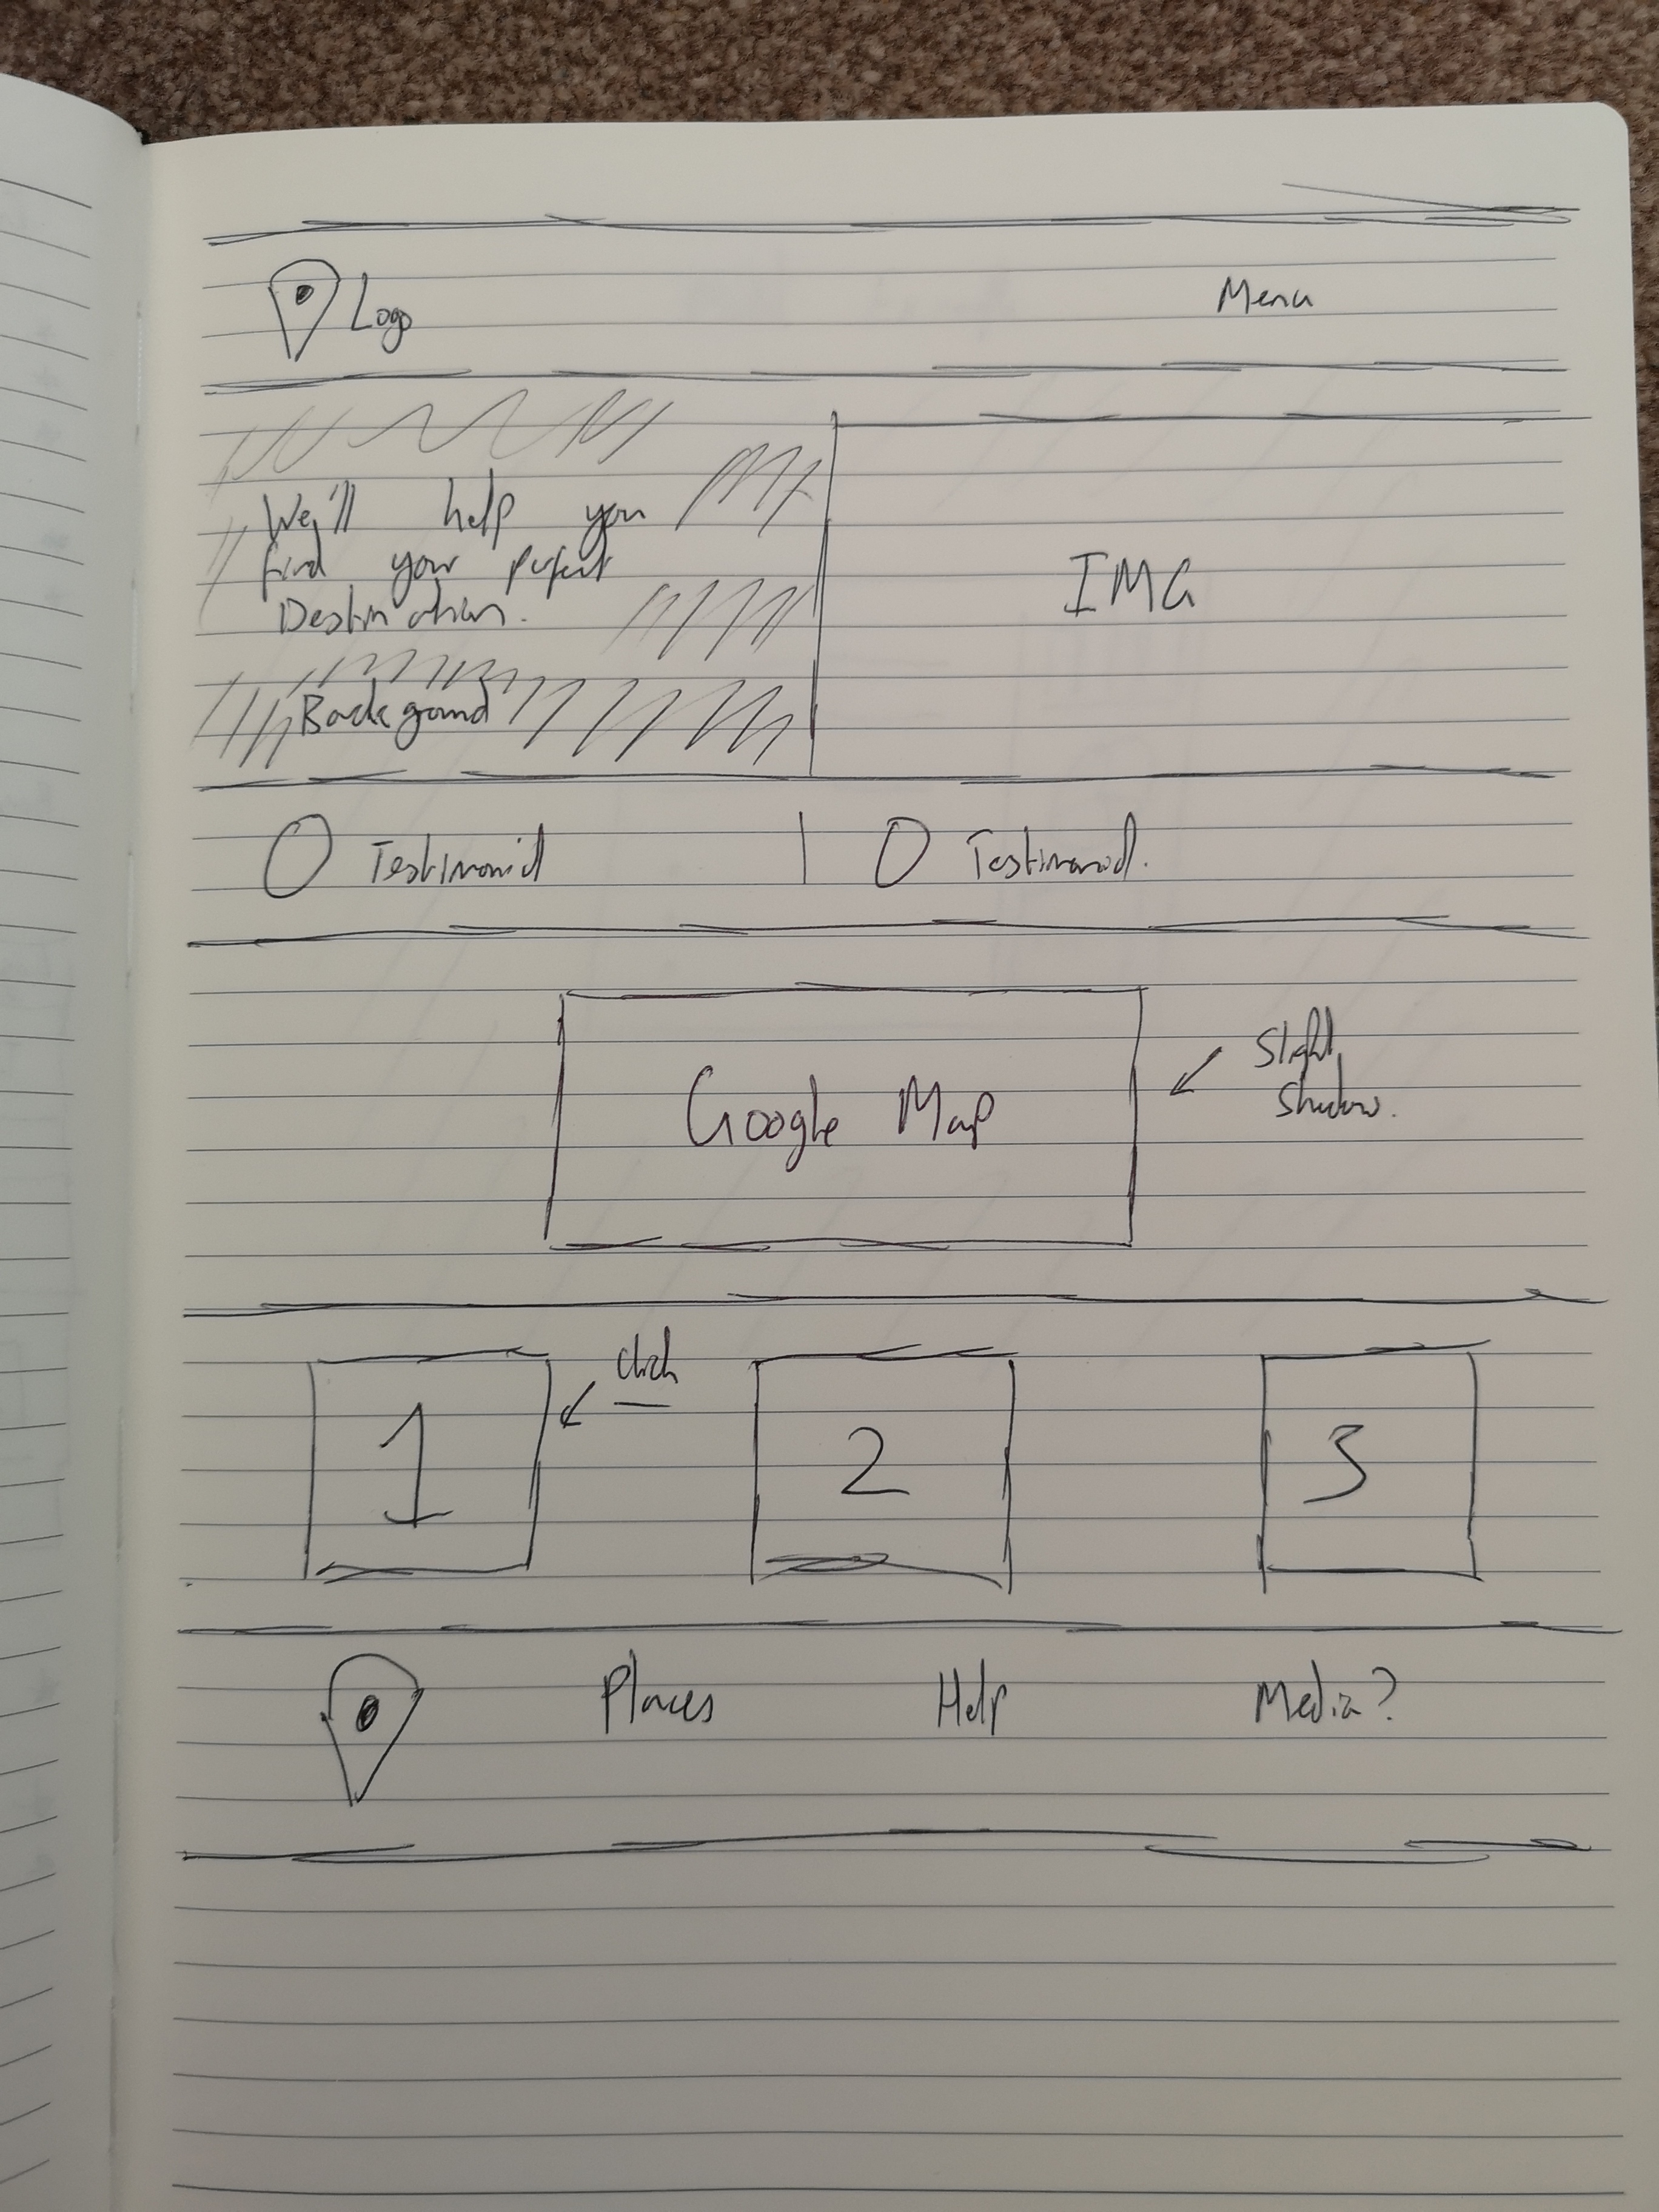 Logo
Menu
We'll help you
find your perfect
Destination.
Background
IMG
Testimonial
Testimonial.
Google Map
Slight
Shadow.
Click
1
2
3
Places
Help
Media?